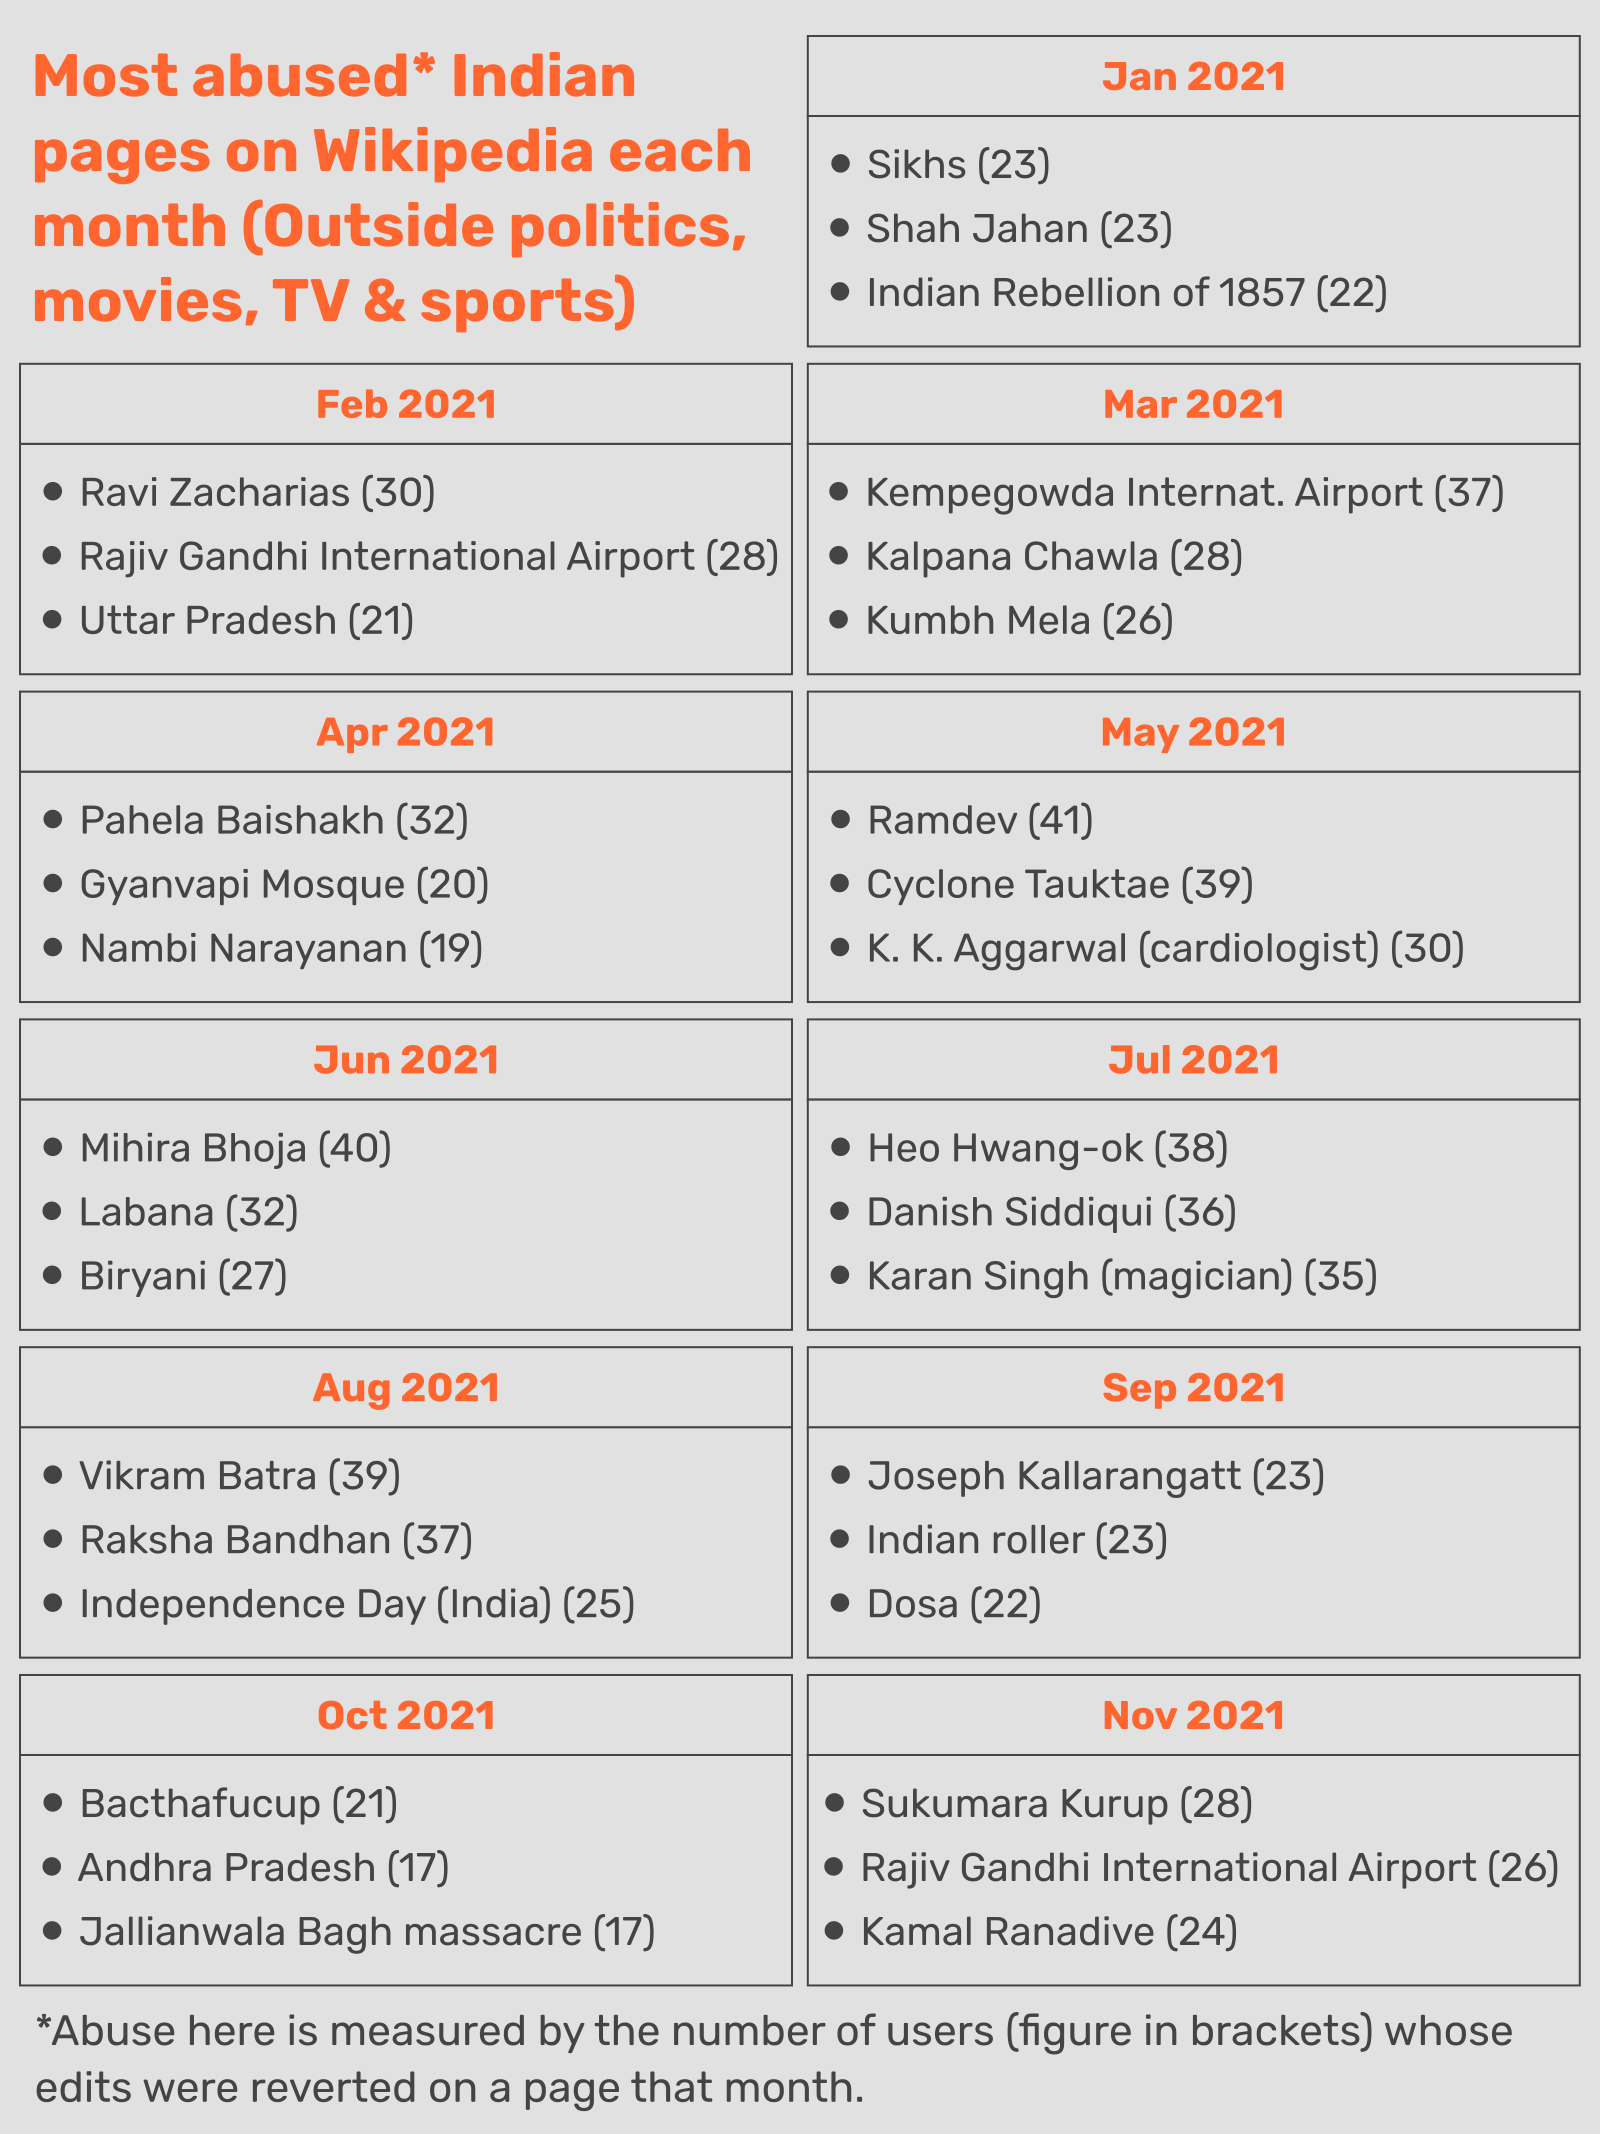 Most abused* Indian
pages on Wikipedia each
month (Outside politics,
movies, TV & sports)
Jan 2021
● Sikhs (23)
● Shah Jahan (23)
● Indian Rebellion of 1857 (22)
Feb 2021
● Ravi Zacharias (30)
● Rajiv Gandhi International Airport (28)
● Uttar Pradesh (21)
Mar 2021
● Kempegowda Internat. Airport (37)
● Kalpana Chawla (28)
● Kumbh Mela (26)
Apr 2021
● Pahela Baishakh (32)
● Gyanvapi Mosque (20)
● Nambi Narayanan (19)
May 2021
● Ramdev (41)
● Cyclone Tauktae (39)
● K. K. Aggarwal (cardiologist) (30)
Jun 2021
● Mihira Bhoja (40)
● Labana (32)
● Biryani (27)
Jul 2021
● Heo Hwang-ok (38)
● Danish Siddiqui (36)
● Karan Singh (magician) (35)
Aug 2021
● Vikram Batra (39)
● Raksha Bandhan (37)
● Independence Day (India) (25)
Sep 2021
● Joseph Kallarangatt (23)
● Indian roller (23)
● Dosa (22)
Oct 2021
● Bacthafucup (21)
● Andhra Pradesh (17)
● Jallianwala Bagh massacre (17)
Nov 2021
● Sukumara Kurup (28)
● Rajiv Gandhi International Airport (26)
● Kamal Ranadive (24)
*Abuse here is measured by the number of users (figure in brackets) whose
edits were reverted on a page that month.